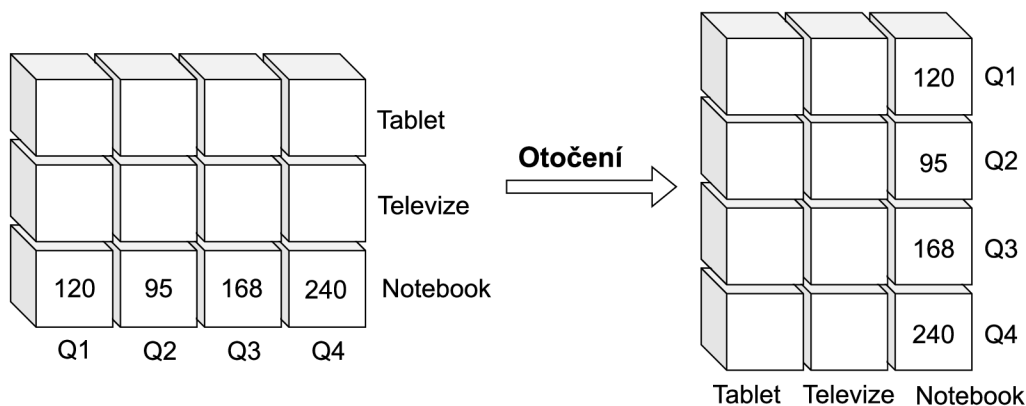 Tablet
Televize
120 95 168 240 Notebook
Q1 Q2 Q3 Q4
Otočení
120 Q1
95 Q2
168 Q3
240 Q4
Tablet Televize Notebook